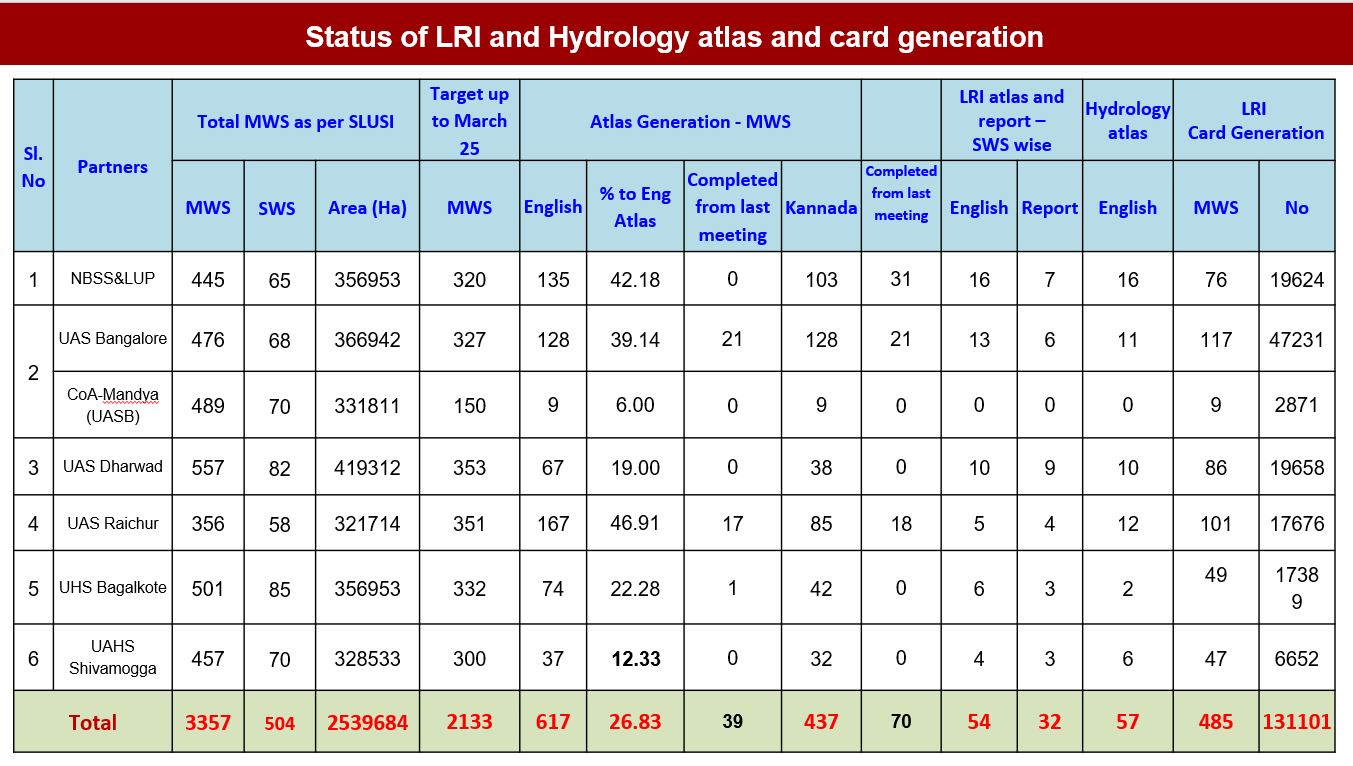 Status of LRI and Hydrology atlas and card generation
Sl. No | Partners | Total MWS as per SLUSI | Target up to March 25 | Atlas Generation - MWS | | LRI atlas and report – SWS wise | Hydrology atlas | LRI Card Generation
MWS | SWS | Area (Ha) | MWS | English | % to Eng Atlas | Completed from last meeting | Kannada | Completed from last meeting | English | Report | English | MWS | No
1 | NBSS&LUP | 445 | 65 | 356953 | 320 | 135 | 42.18 | 0 | 103 | 31 | 16 | 7 | 16 | 76 | 19624
2 | UAS Bangalore | 476 | 68 | 366942 | 327 | 128 | 39.14 | 21 | 128 | 21 | 13 | 6 | 11 | 117 | 47231
CoA-Mandya (UASB) | 489 | 70 | 331811 | 150 | 9 | 6.00 | 0 | 9 | 0 | 0 | 0 | 0 | 9 | 2871
3 | UAS Dharwad | 557 | 82 | 419312 | 353 | 67 | 19.00 | 0 | 38 | 0 | 10 | 9 | 10 | 86 | 19658
4 | UAS Raichur | 356 | 58 | 321714 | 351 | 167 | 46.91 | 17 | 85 | 18 | 5 | 4 | 12 | 101 | 17676
5 | UHS Bagalkote | 501 | 85 | 356953 | 332 | 74 | 22.28 | 1 | 42 | 0 | 6 | 3 | 2 | 49 | 17389
6 | UAHS Shivamogga | 457 | 70 | 328533 | 300 | 37 | 12.33 | 0 | 32 | 0 | 4 | 3 | 6 | 47 | 6652
Total | 3357 | 504 | 2539684 | 2133 | 617 | 26.83 | 39 | 437 | 70 | 54 | 32 | 57 | 485 | 131101